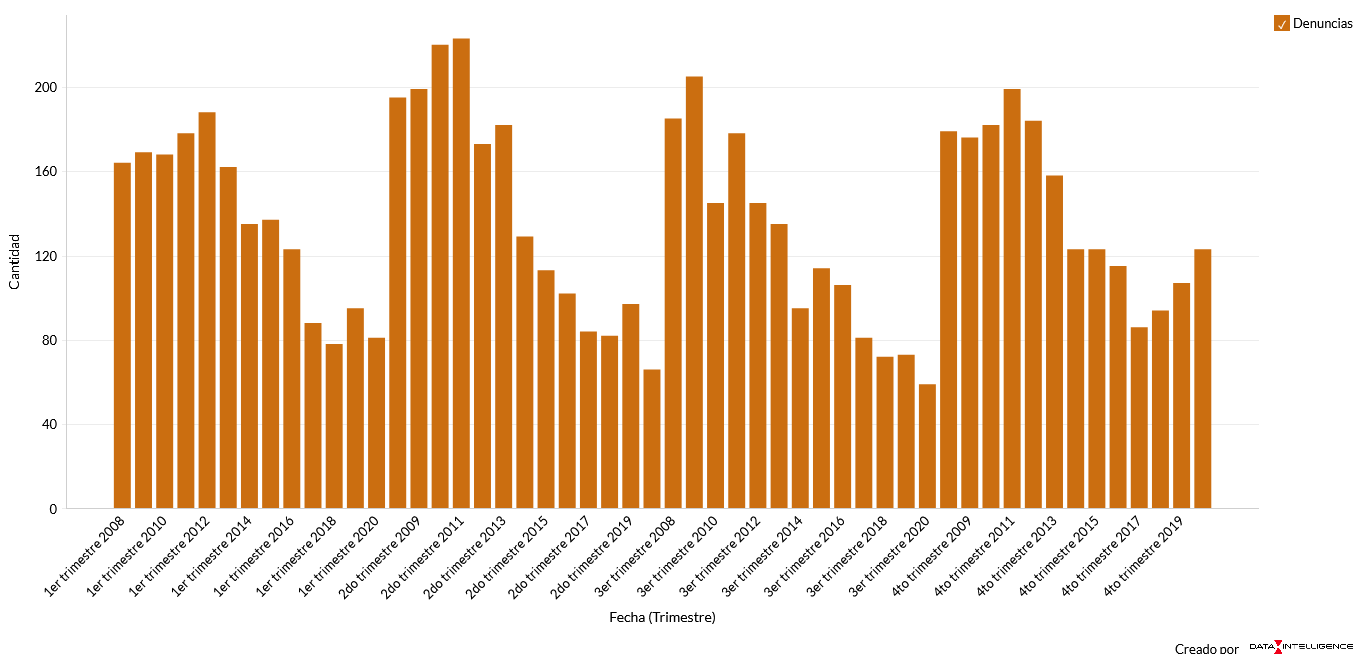 Denuncias
200
160
120
80
40
0
Cantidad
1er trimestre 2008
1er trimestre 2010
1er trimestre 2012
1er trimestre 2014
1er trimestre 2016
1er trimestre 2018
1er trimestre 2020
2do trimestre 2009
2do trimestre 2011
2do trimestre 2013
2do trimestre 2015
2do trimestre 2017
2do trimestre 2019
3er trimestre 2008
3er trimestre 2010
3er trimestre 2012
3er trimestre 2014
3er trimestre 2016
3er trimestre 2018
3er trimestre 2020
4to trimestre 2009
4to trimestre 2011
4to trimestre 2013
4to trimestre 2015
4to trimestre 2017
4to trimestre 2019
Fecha (Trimestre)
Creado por DATA INTELLIGENCE